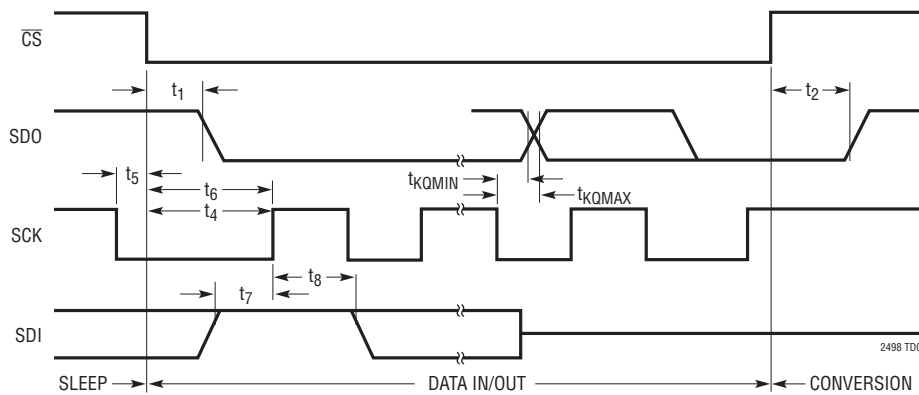 CS
t1
t2
SDO
t5
t6
tKQMIN
t4
tKQMAX
SCK
t7
t8
SDI
2498 TD
SLEEP
DATA IN/OUT
CONVERSION